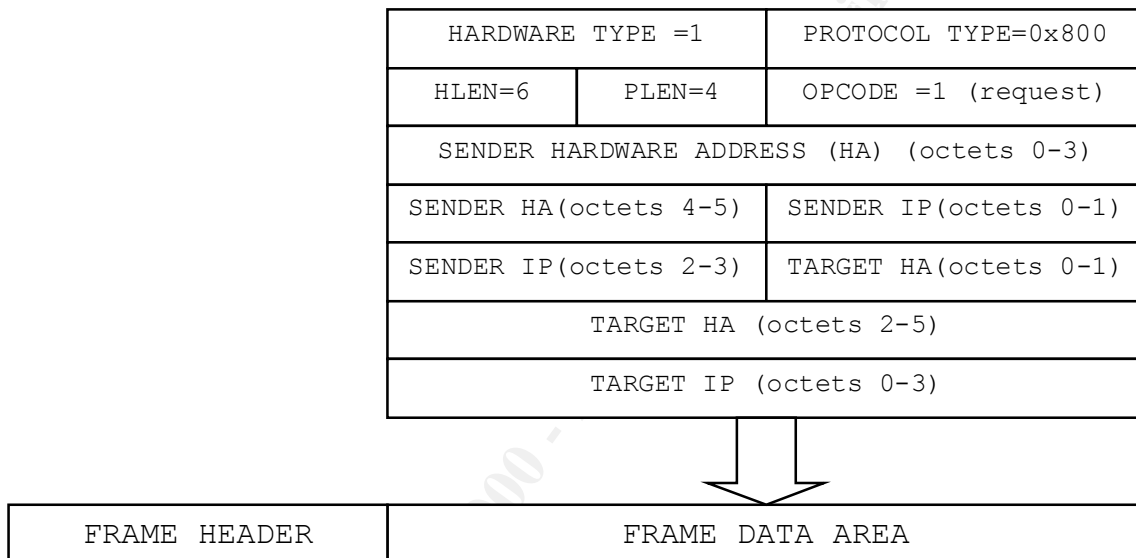 HARDWARE TYPE =1 PROTOCOL TYPE=0x800
HLEN=6 PLEN=4 OPCODE =1 (request)
SENDER HARDWARE ADDRESS (HA) (octets 0-3)
SENDER HA(octets 4-5) SENDER IP(octets 0-1)
SENDER IP(octets 2-3) TARGET HA(octets 0-1)
TARGET HA (octets 2-5)
TARGET IP (octets 0-3)
FRAME HEADER FRAME DATA AREA